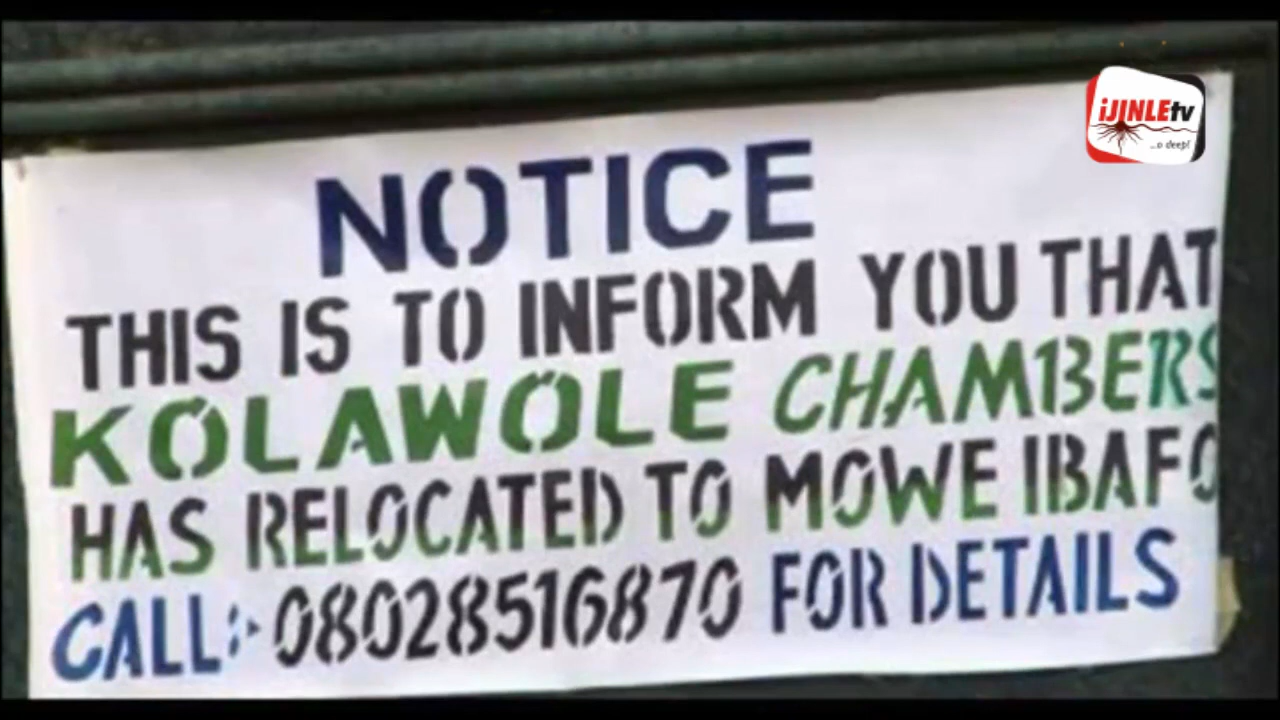 iJINLEtv
...o deep!
NOTICE
THIS IS TO INFORM YOU THAT
KOLAWOLE CHAMBERS
HAS RELOCATED TO MOWE IBAFO
CALL:- 08028516870 FOR DETAILS